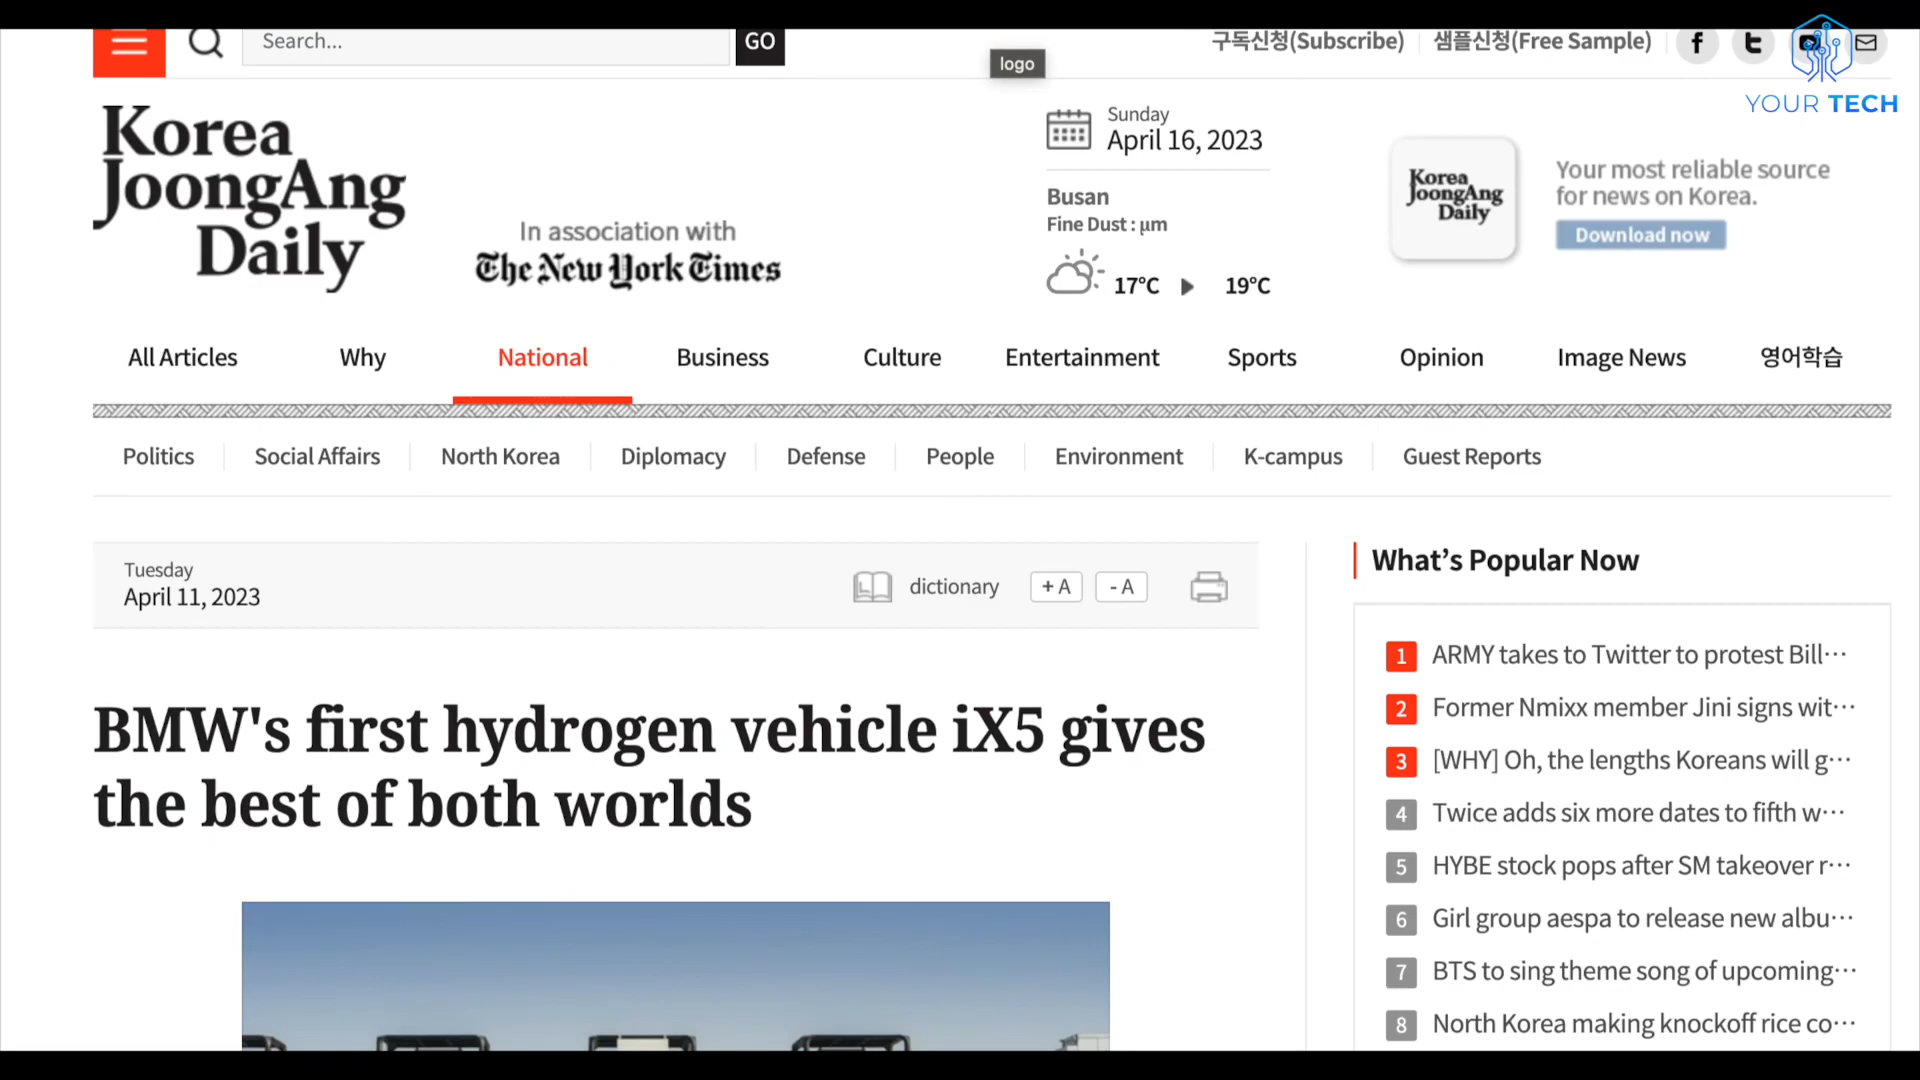 Search...
GO
구독신청(Subscribe)
샘플신청(Free Sample)
logo
YOUR TECH
Korea
JoongAng
Daily
In association with
The New York Times
Sunday
April 16, 2023
Busan
Fine Dust : μm
17°C
19°C
Korea
JoongAng
Daily
Your most reliable source
for news on Korea.
Download now
All Articles
Why
National
Business
Culture
Entertainment
Sports
Opinion
Image News
영어학습
Politics
Social Affairs
North Korea
Diplomacy
Defense
People
Environment
K-campus
Guest Reports
Tuesday
April 11, 2023
dictionary
+ A
- A
BMW's first hydrogen vehicle iX5 gives
the best of both worlds
What's Popular Now
1 ARMY takes to Twitter to protest Bill···
2 Former Nmixx member Jini signs wit···
3 [WHY] Oh, the lengths Koreans will g···
4 Twice adds six more dates to fifth w···
5 HYBE stock pops after SM takeover r···
6 Girl group aespa to release new albu···
7 BTS to sing theme song of upcoming···
8 North Korea making knockoff rice co···